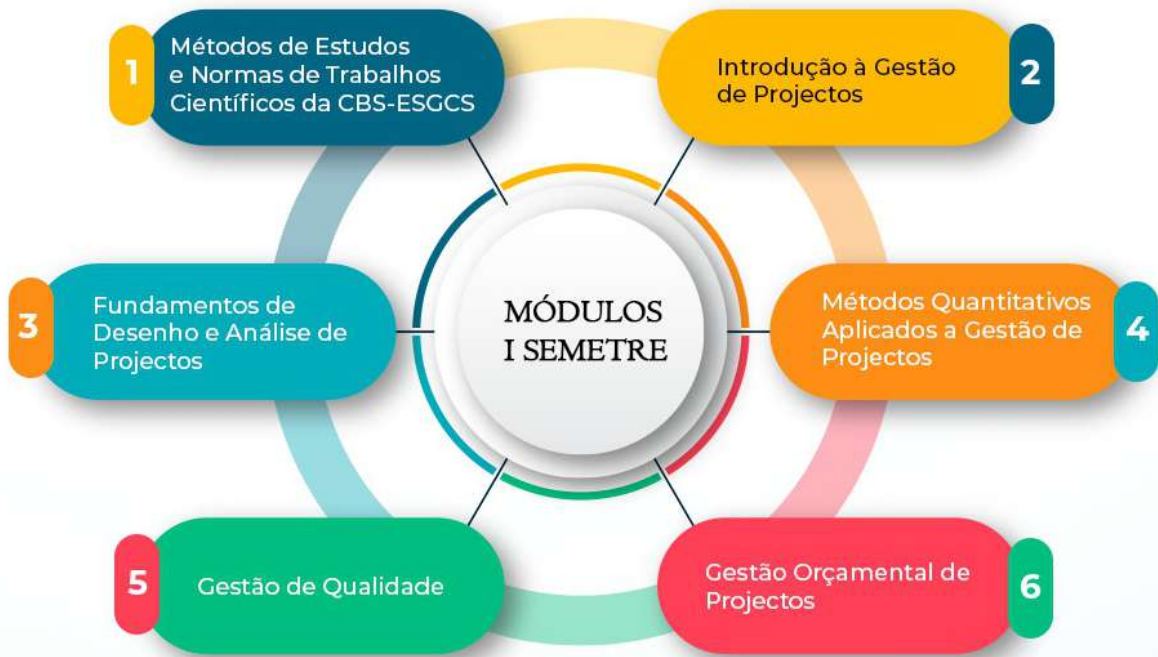 1
Métodos de Estudos
e Normas de Trabalhos
Científicos da CBS-ESGCS
Introdução à Gestão
de Projectos
2
3
Fundamentos de
Desenho e Análise de
Projectos
MÓDULOS
I SEMETRE
Métodos Quantitativos
Aplicados a Gestão de
Projectos
4
5
Gestão de Qualidade
Gestão Orçamental de
Projectos
6